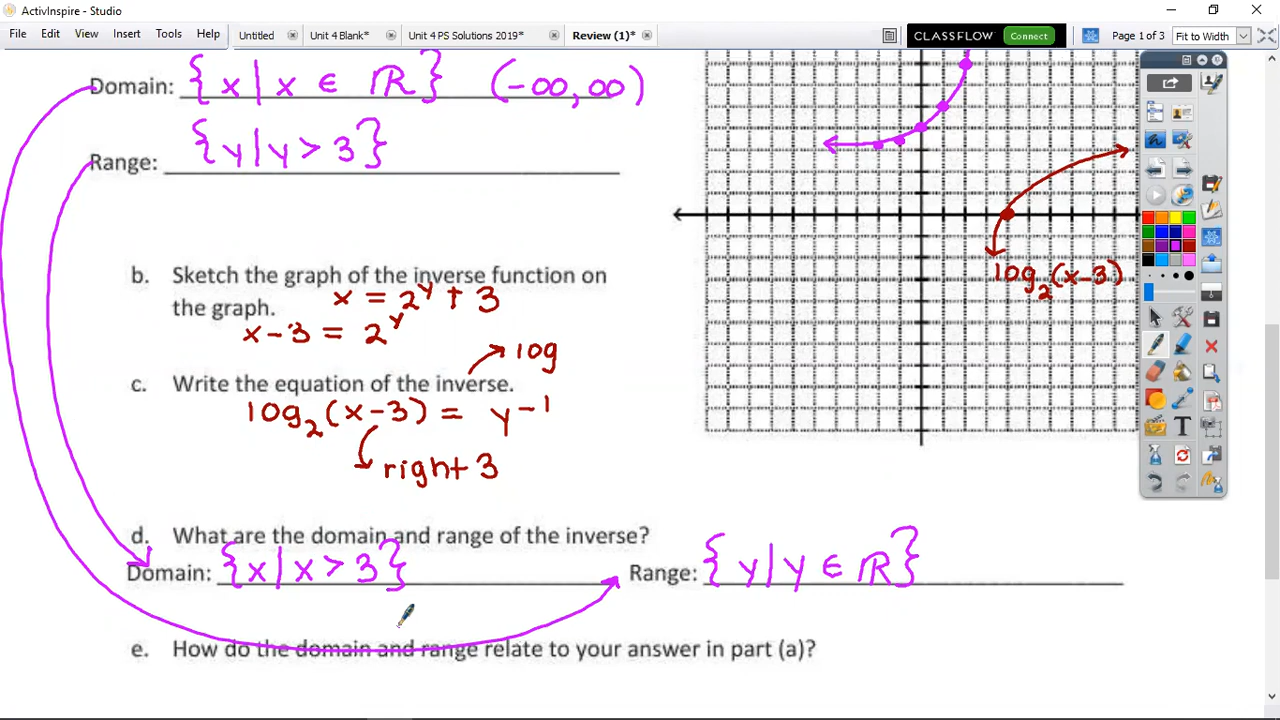 ActivInspire - Studio
File Edit View Insert Tools Help Untitled Unit 4 Blank* Unit 4 PS Solutions 2019* Review (1)* CLASSFLOW Connect Page 1 of 3 Fit to Width
Domain: {x|x ∈ ℝ} (-∞,∞)
Range: {y|y > 3}
b. Sketch the graph of the inverse function on
the graph. x = 2^y + 3
x-3 = 2^y
log₂(x-3)
→ log
c. Write the equation of the inverse.
log₂(x-3) = y^-1
right 3
d. What are the domain and range of the inverse?
Domain: {x|x > 3} Range: {y|y ∈ ℝ}
e. How do the domain and range relate to your answer in part (a)?